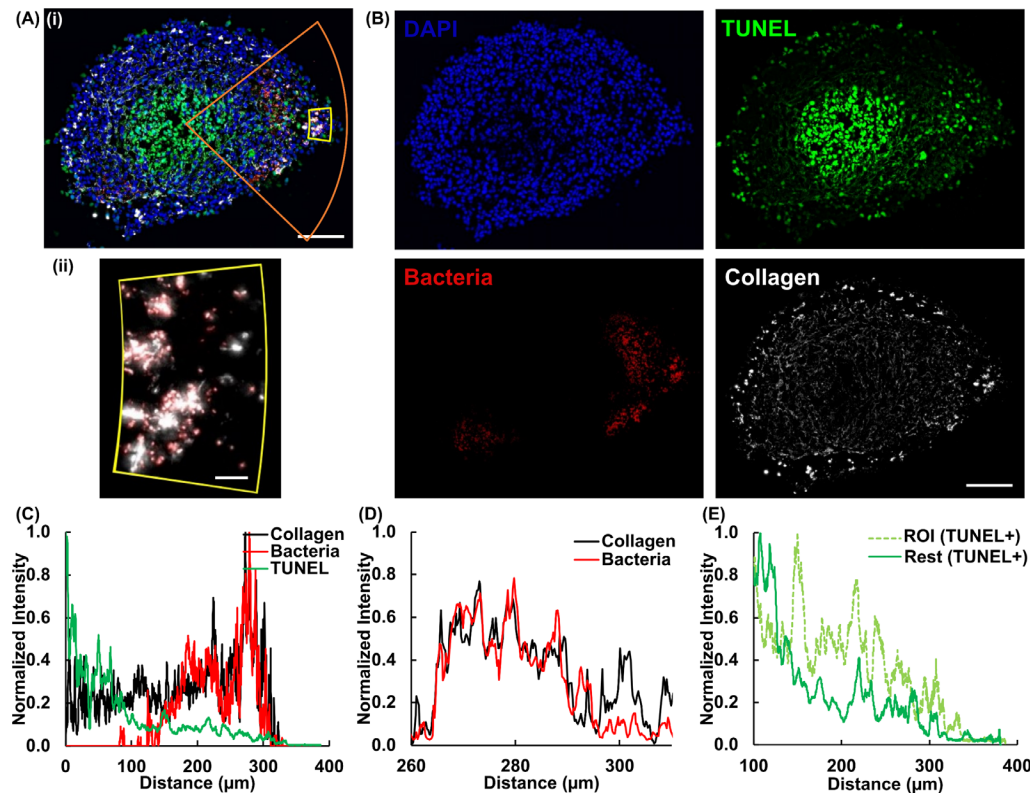 (A) (i)
(B)
DAPI
TUNEL
(ii)
Bacteria
Collagen
(C)
Normalized Intensity
1.0
0.8
0.6
0.4
0.2
0.0
0 100 200 300 400
Distance (µm)
Collagen
Bacteria
TUNEL
(D)
Normalized Intensity
1.0
0.8
0.6
0.4
0.2
0.0
260 280 300
Distance (µm)
Collagen
Bacteria
(E)
Normalized Intensity
1.0
0.8
0.6
0.4
0.2
0.0
100 200 300 400
Distance (µm)
ROI (TUNEL+)
Rest (TUNEL+)